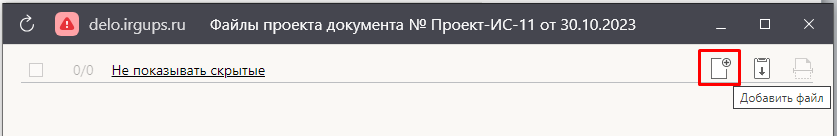 delo.irgups.ru Файлы проекта документа № Проект-ИС-11 от 30.10.2023
0/0 Не показывать скрытые
Добавить файл